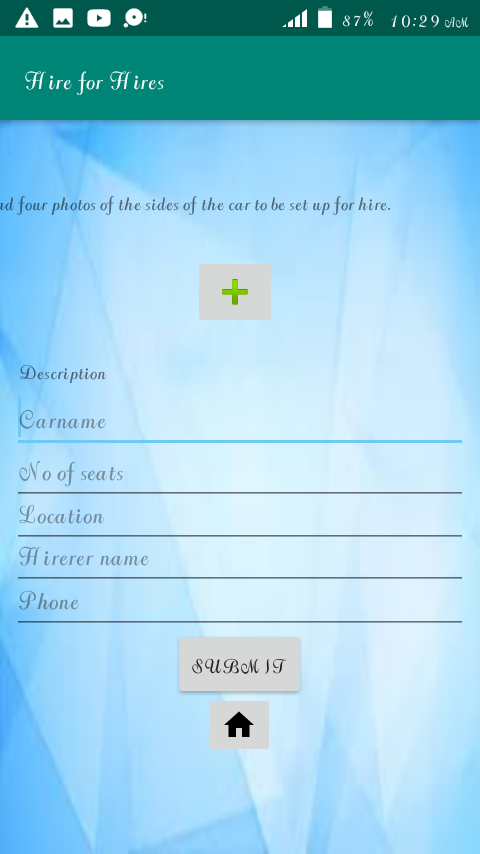 87% 10:29 AM
Hire for Hires
four photos of the sides of the car to be set up for hire.
Description
Carname
No of seats
Location
Hirerer name
Phone
SUBMIT